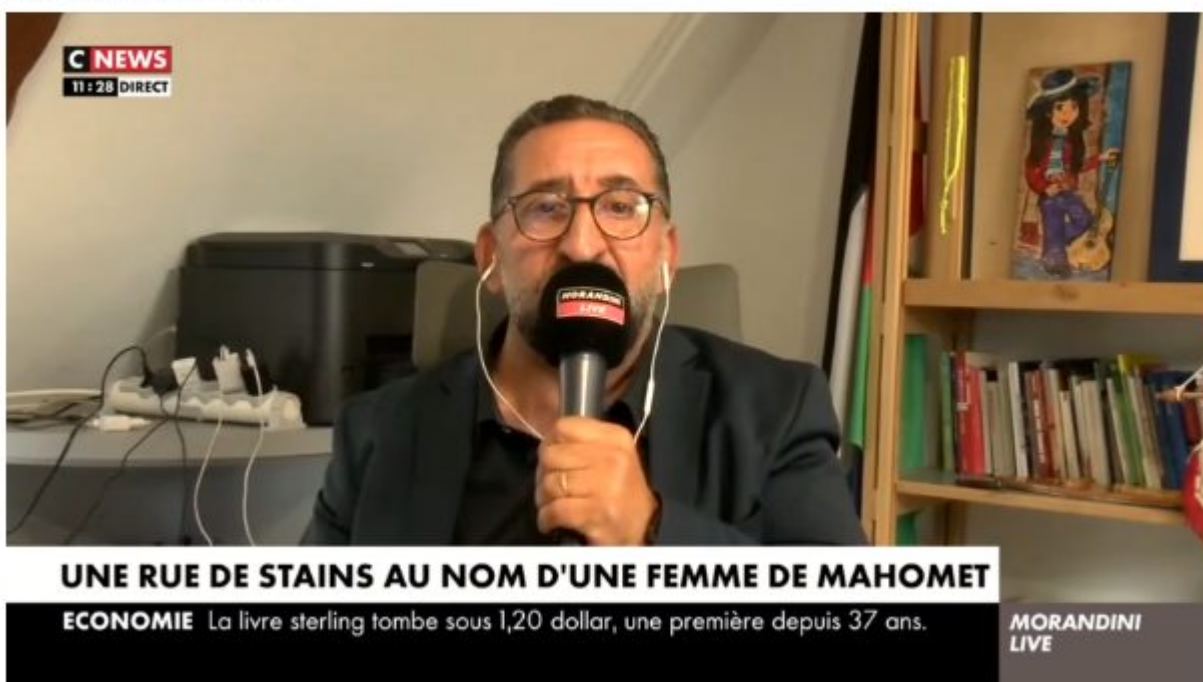 C NEWS
11:28 DIRECT
MORANDINI
LIVE
UNE RUE DE STAINS AU NOM D'UNE FEMME DE MAHOMET
ECONOMIE La livre sterling tombe sous 1,20 dollar, une première depuis 37 ans.
MORANDINI
LIVE